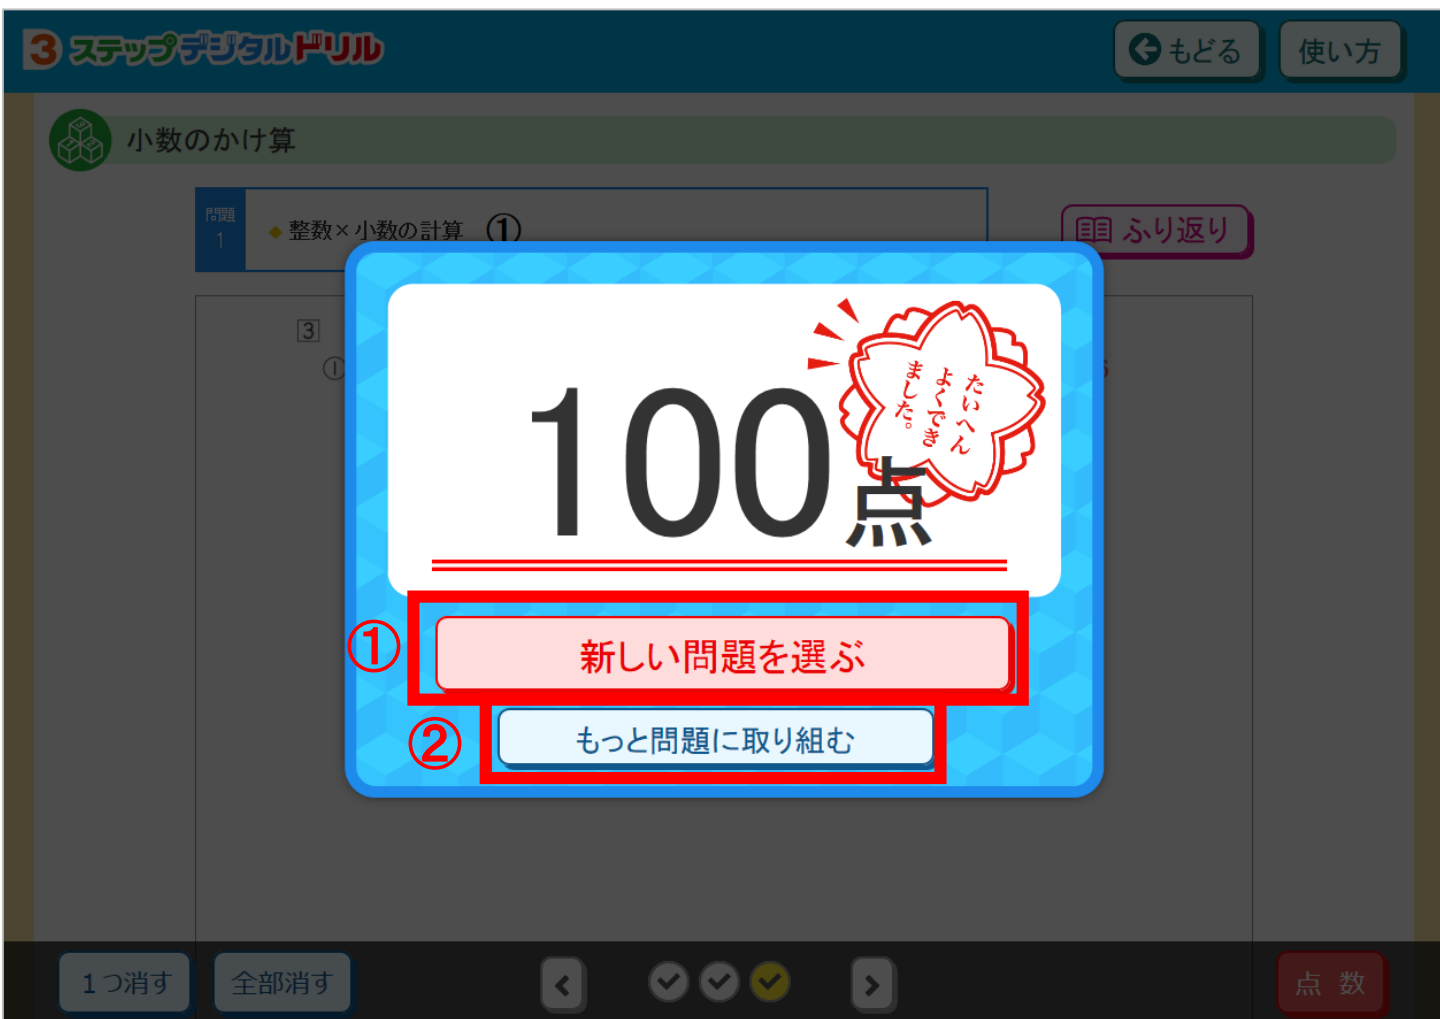 3 ステップデジタルドリル
もどる
使い方
小数のかけ算
問題
1
◆整数×小数の計算 ①
ふり返り
3
①
6
100点
たいへん
よくでき
ました。
① 新しい問題を選ぶ
② もっと問題に取り組む
1つ消す
全部消す
点 数